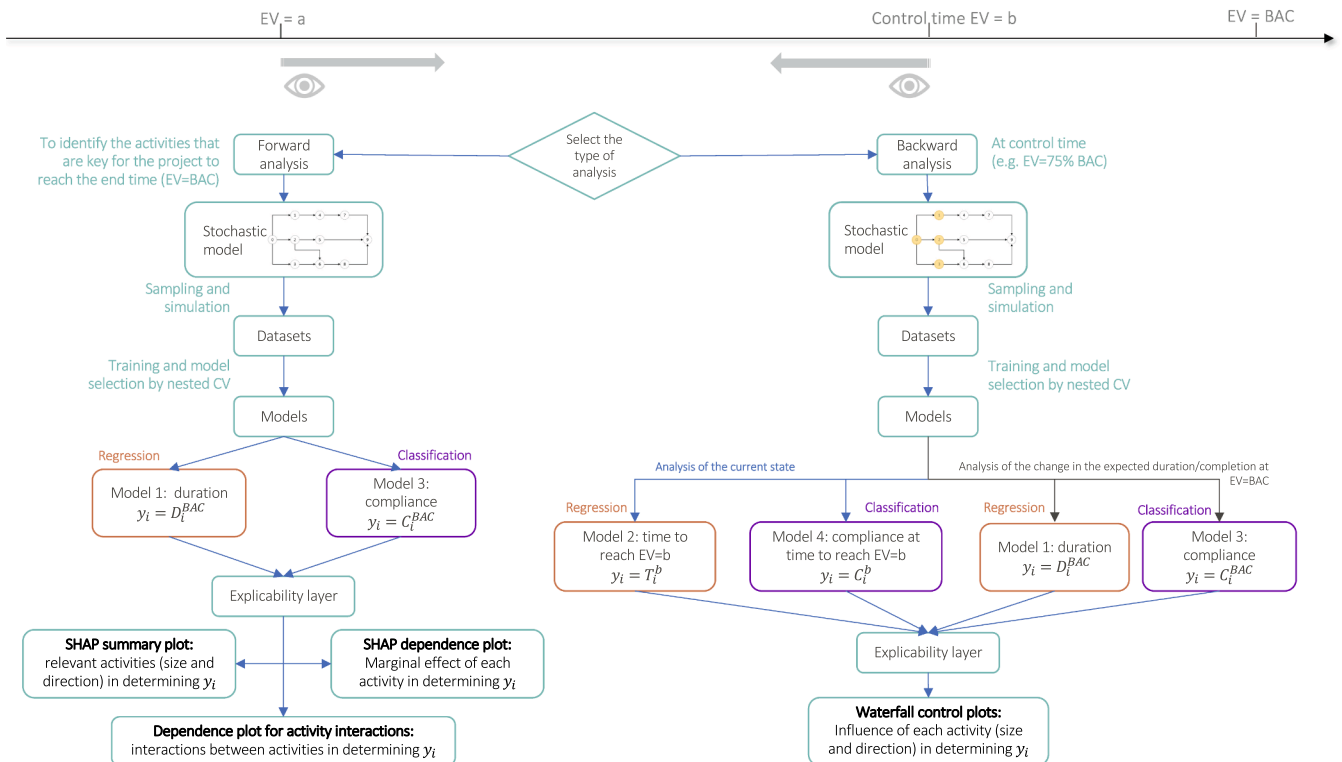 EV = a
Control time EV = b
EV = BAC
To identify the activities that
are key for the project to
reach the end time (EV=BAC)
Forward
analysis
Select the
type of
analysis
Backward
analysis
At control time
(e.g. EV=75% BAC)
Stochastic
model
Stochastic
model
Sampling and
simulation
Sampling and
simulation
Datasets
Datasets
Training and model
selection by nested CV
Training and model
selection by nested CV
Models
Models
Regression
Classification
Model 1: duration
y_i = D_i^{BAC}
Model 3:
compliance
y_i = C_i^{BAC}
Analysis of the current state
Analysis of the change in the expected duration/completion at
EV=BAC
Regression
Classification
Regression
Classification
Model 2: time to
reach EV=b
y_i = T_i^b
Model 4: compliance at
time to reach EV=b
y_i = C_i^b
Model 1: duration
y_i = D_i^{BAC}
Model 3:
compliance
y_i = C_i^{BAC}
Explicability layer
SHAP summary plot:
relevant activities (size and
direction) in determining y_i
SHAP dependence plot:
Marginal effect of each
activity in determining y_i
Dependence plot for activity interactions:
interactions between activities in determining y_i
Explicability layer
Waterfall control plots:
Influence of each activity (size
and direction) in determining y_i